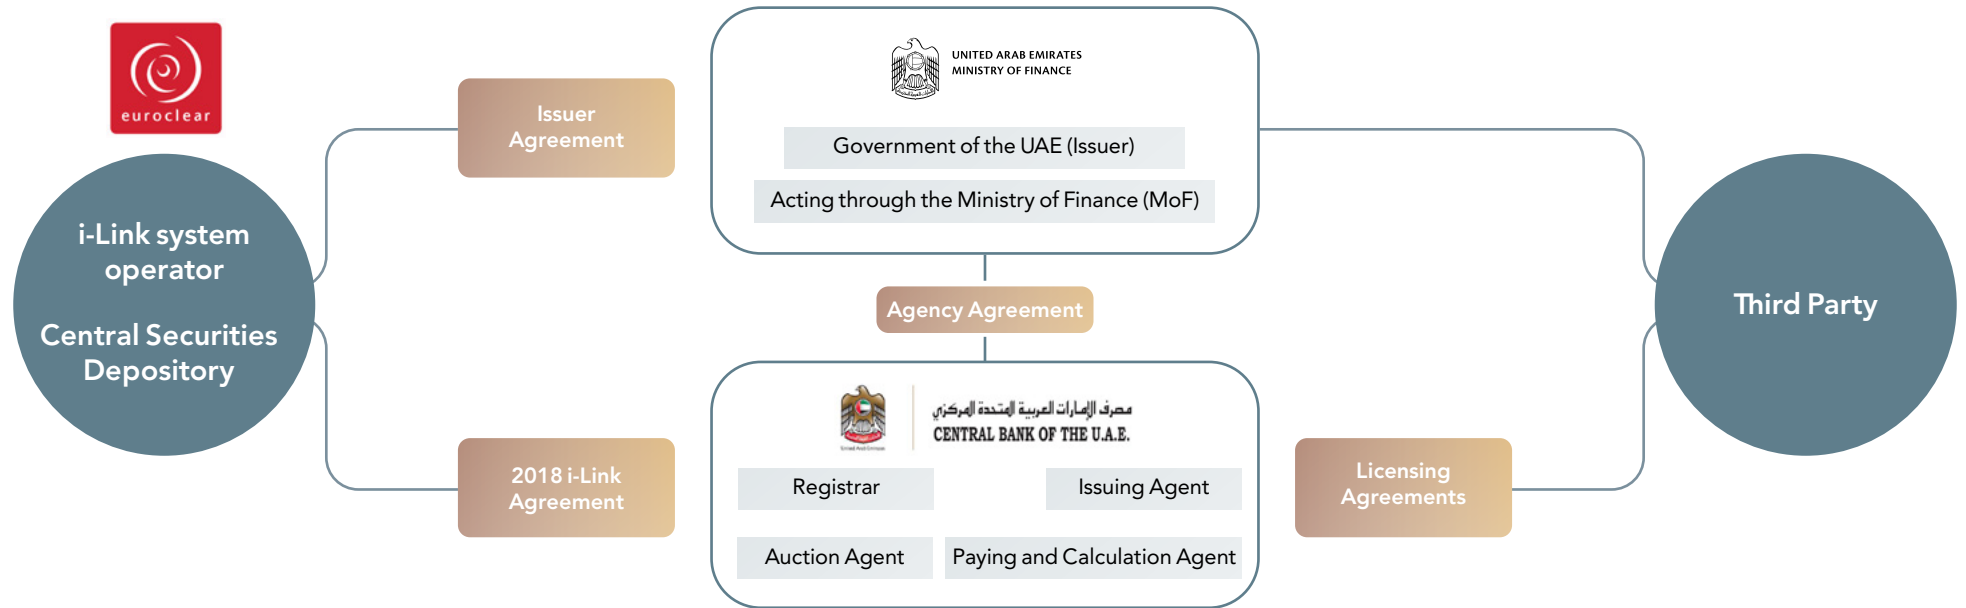 euroclear
i-Link system
operator
Central Securities
Depository
Issuer
Agreement
2018 i-Link
Agreement
UNITED ARAB EMIRATES
MINISTRY OF FINANCE
Government of the UAE (Issuer)
Acting through the Ministry of Finance (MoF)
Agency Agreement
مصرف الإمارات العربية المتحدة المركزي
CENTRAL BANK OF THE U.A.E.
Registrar
Issuing Agent
Auction Agent
Paying and Calculation Agent
Licensing
Agreements
Third Party